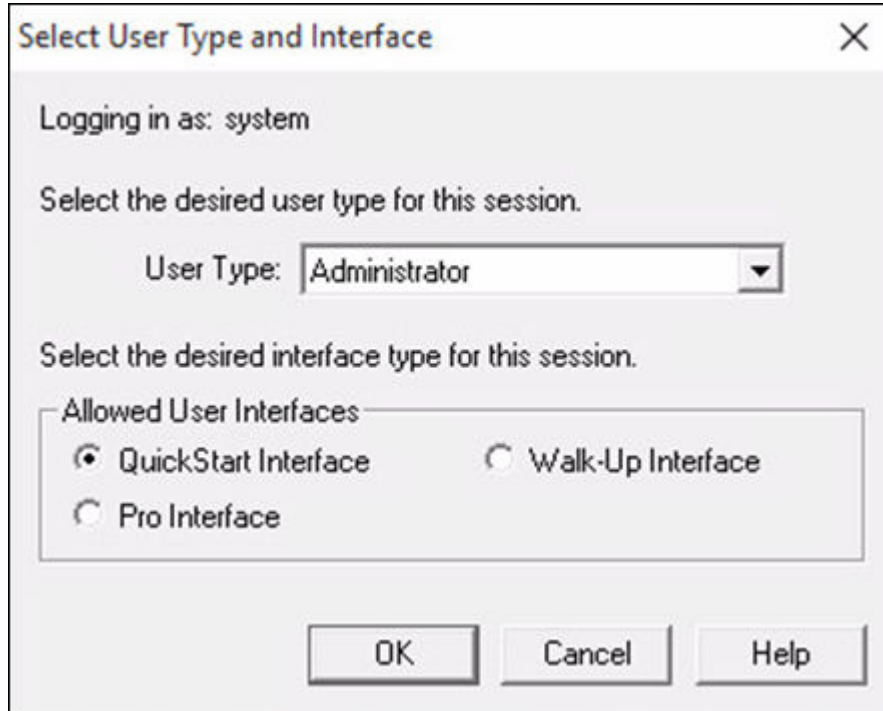 Select User Type and Interface
Logging in as: system
Select the desired user type for this session.
User Type: Administrator
Select the desired interface type for this session.
Allowed User Interfaces
QuickStart Interface Walk-Up Interface
Pro Interface
OK Cancel Help